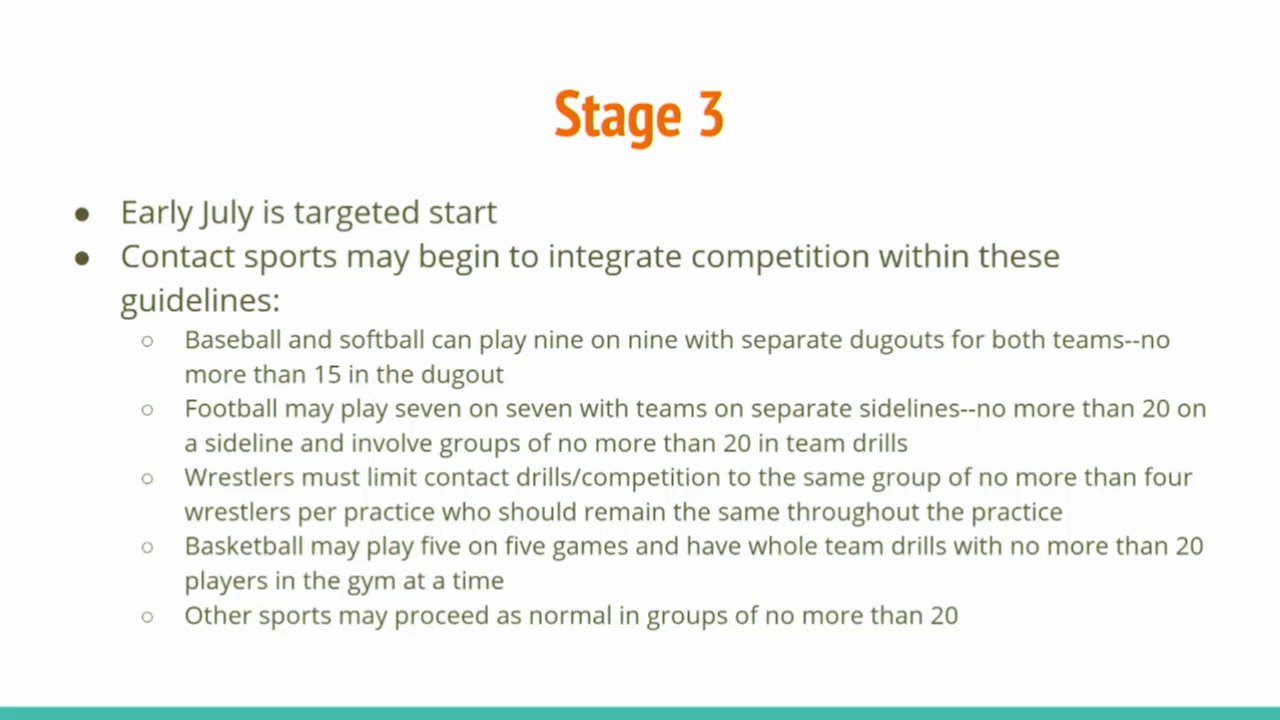 Stage 3
● Early July is targeted start
● Contact sports may begin to integrate competition within these
guidelines:
○ Baseball and softball can play nine on nine with separate dugouts for both teams--no
more than 15 in the dugout
○ Football may play seven on seven with teams on separate sidelines--no more than 20 on
a sideline and involve groups of no more than 20 in team drills
○ Wrestlers must limit contact drills/competition to the same group of no more than four
wrestlers per practice who should remain the same throughout the practice
○ Basketball may play five on five games and have whole team drills with no more than 20
players in the gym at a time
○ Other sports may proceed as normal in groups of no more than 20